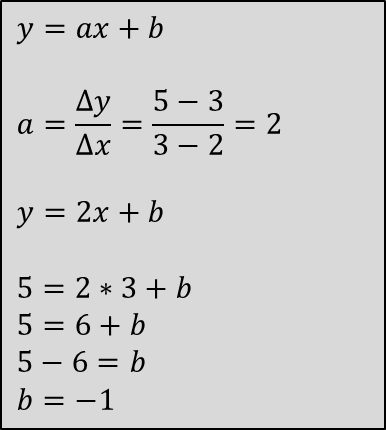 y = ax + b
a = Δy/Δx = (5 − 3)/(3 − 2) = 2
y = 2x + b
5 = 2 * 3 + b
5 = 6 + b
5 − 6 = b
b = −1